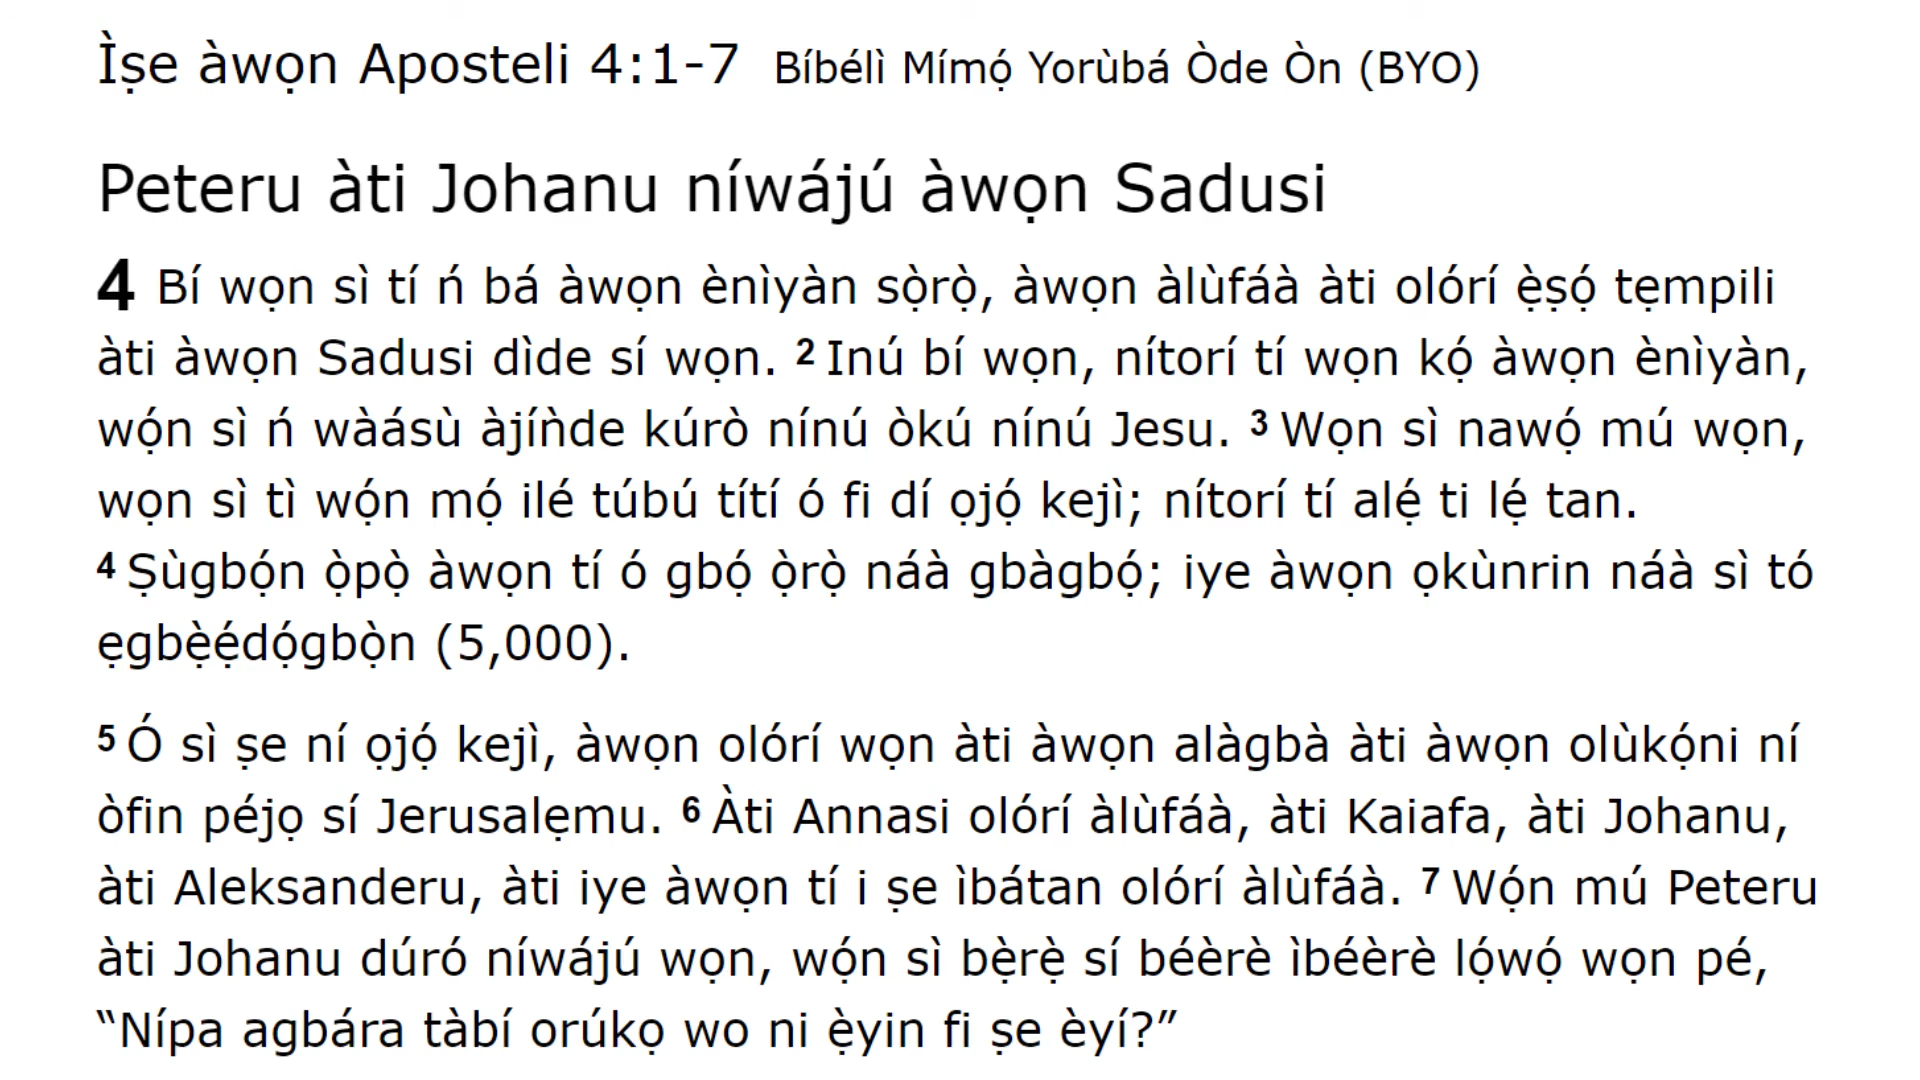 Ìṣe àwọn Aposteli 4:1-7 Bíbélì Mímọ́ Yorùbá Òde Òn (BYO)
Peteru àti Johanu níwájú àwọn Sadusi
4 Bí wọn sì tí ń bá àwọn ènìyàn sọ̀rọ̀, àwọn àlùfáà àti olórí ẹ̀ṣọ́ tẹmpili
àti àwọn Sadusi dìde sí wọn. 2 Inú bí wọn, nítorí tí wọn kọ́ àwọn ènìyàn,
wọ́n sì ń wàásù àjíǹde kúrò nínú òkú nínú Jesu. 3 Wọn sì nawọ́ mú wọn,
wọn sì tì wọ́n mọ́ ilé túbú títí ó fi dí ọjọ́ kejì; nítorí tí alẹ́ ti lẹ́ tan.
4 Ṣùgbọ́n ọ̀pọ̀ àwọn tí ó gbọ́ ọ̀rọ̀ náà gbàgbọ́; iye àwọn ọkùnrin náà sì tó
ẹgbẹ̀ẹ́dọ́gbọ̀n (5,000).
5 Ó sì ṣe ní ọjọ́ kejì, àwọn olórí wọn àti àwọn alàgbà àti àwọn olùkọ́ni ní
òfin péjọ sí Jerusalẹmu. 6 Àti Annasi olórí àlùfáà, àti Kaiafa, àti Johanu,
àti Aleksanderu, àti iye àwọn tí i ṣe ìbátan olórí àlùfáà. 7 Wọ́n mú Peteru
àti Johanu dúró níwájú wọn, wọ́n sì bẹ̀rẹ̀ sí béèrè ìbéèrè lọ́wọ́ wọn pé,
“Nípa agbára tàbí orúkọ wo ni ẹ̀yin fi ṣe èyí?”